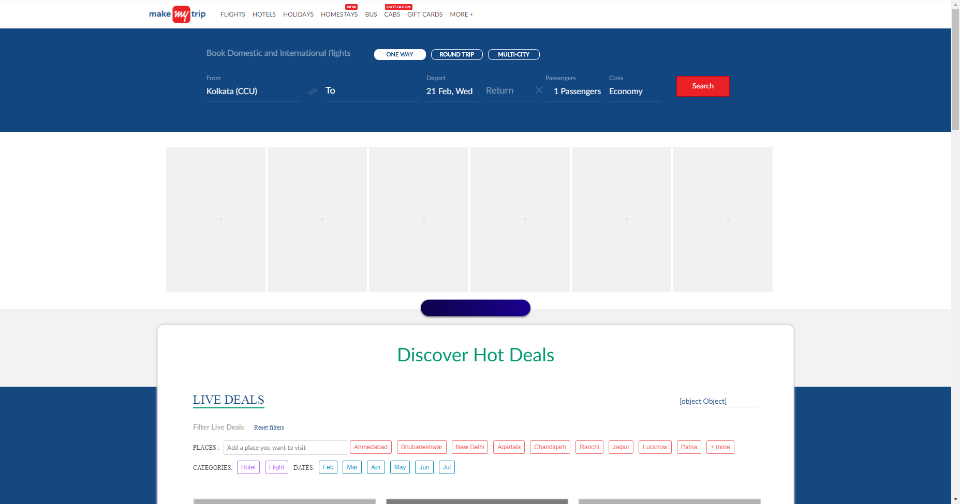 make my trip FLIGHTS HOTELS HOLIDAYS HOMESTAYS BUS CABS GIFT CARDS MORE +
NEW
Book Domestic and International flights ONE WAY ROUND TRIP MULTI-CITY
From Depart Passengers Class
Kolkata (CCU) To 21 Feb, Wed Return 1 Passengers Economy Search
Discover Hot Deals
LIVE DEALS [object Object]
Filter Live Deals Reset filters
PLACES : Add a place you want to visit Ahmedabad Bhubaneshwar New Delhi Agartala Chandigarh Ranchi Jaipur Lucknow Patna + more
CATEGORIES: Hotel Flight DATES: Feb Mar Apr May Jun Jul